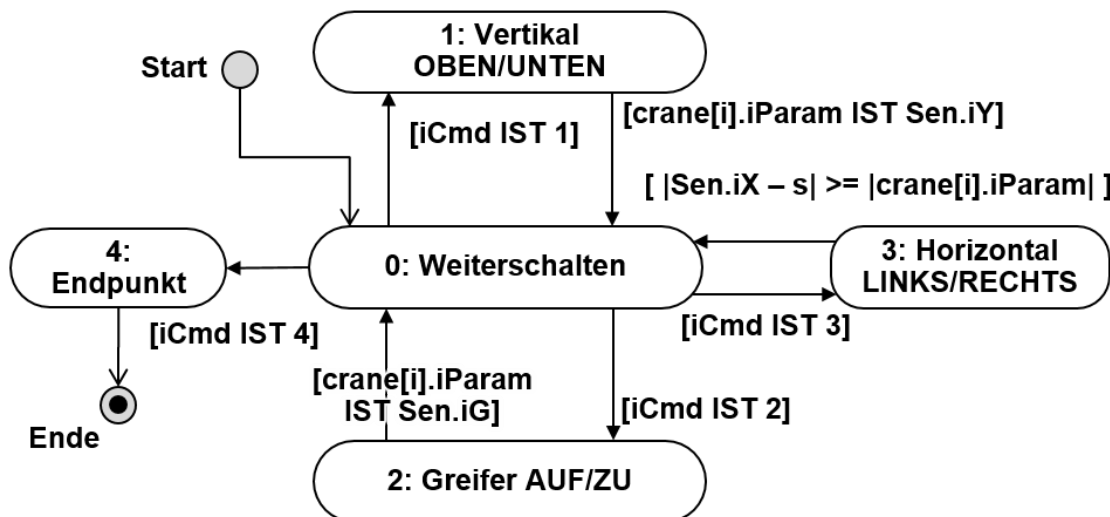 1: Vertikal
OBEN/UNTEN
Start
[crane[i].iParam IST Sen.iY]
[iCmd IST 1]
[ |Sen.iX – s| >= |crane[i].iParam| ]
4:
Endpunkt
0: Weiterschalten
3: Horizontal
LINKS/RECHTS
[iCmd IST 4]
[iCmd IST 3]
[crane[i].iParam
IST Sen.iG]
[iCmd IST 2]
Ende
2: Greifer AUF/ZU